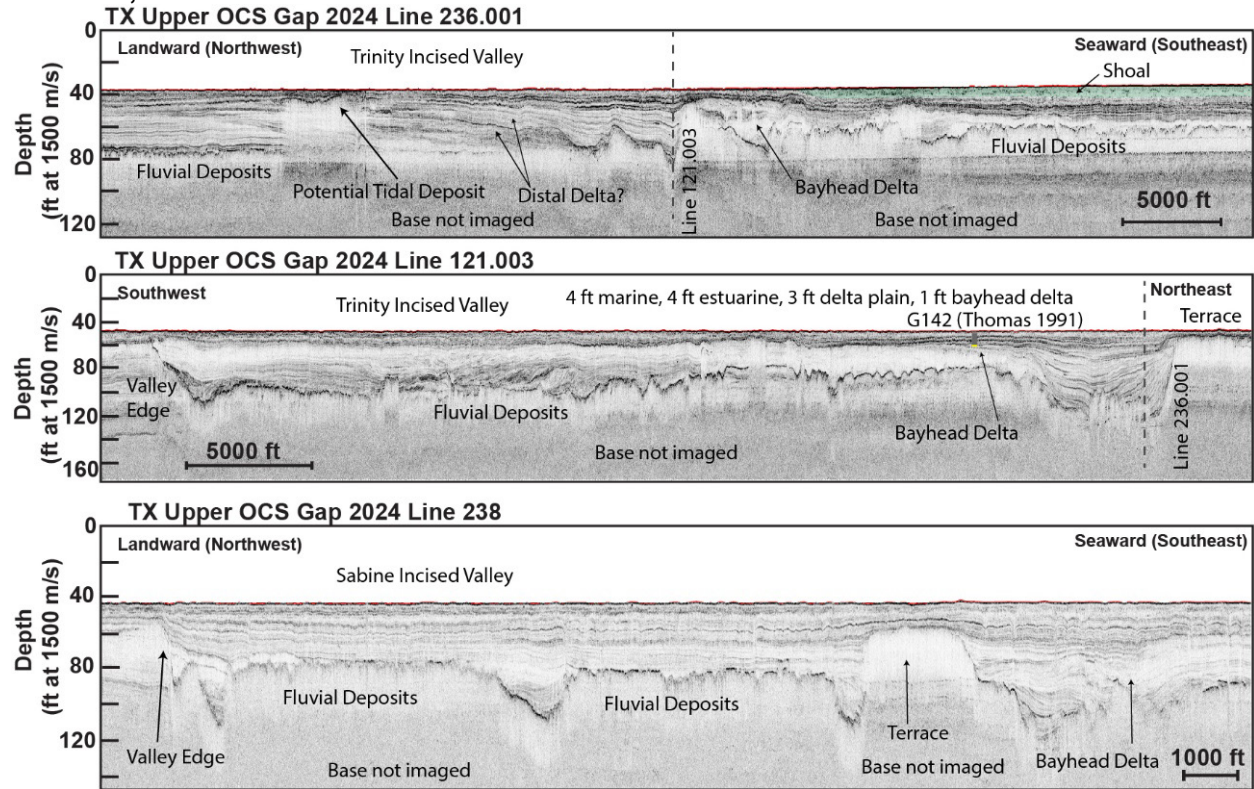 TX Upper OCS Gap 2024 Line 236.001
0
40
80
120
Depth
(ft at 1500 m/s)
Landward (Northwest)
Trinity Incised Valley
Seaward (Southeast)
Shoal
Fluvial Deposits
Potential Tidal Deposit
Distal Delta?
Base not imaged
Line 121.003
Bayhead Delta
Fluvial Deposits
Base not imaged
5000 ft
TX Upper OCS Gap 2024 Line 121.003
0
40
80
120
160
Depth
(ft at 1500 m/s)
Southwest
Trinity Incised Valley
4 ft marine, 4 ft estuarine, 3 ft delta plain, 1 ft bayhead delta
G142 (Thomas 1991)
Northeast
Terrace
Valley
Edge
Fluvial Deposits
Bayhead Delta
Base not imaged
5000 ft
Line 236.001
TX Upper OCS Gap 2024 Line 238
0
40
80
120
Depth
(ft at 1500 m/s)
Landward (Northwest)
Seaward (Southeast)
Sabine Incised Valley
Fluvial Deposits
Fluvial Deposits
Valley Edge
Base not imaged
Terrace
Base not imaged
Bayhead Delta
1000 ft